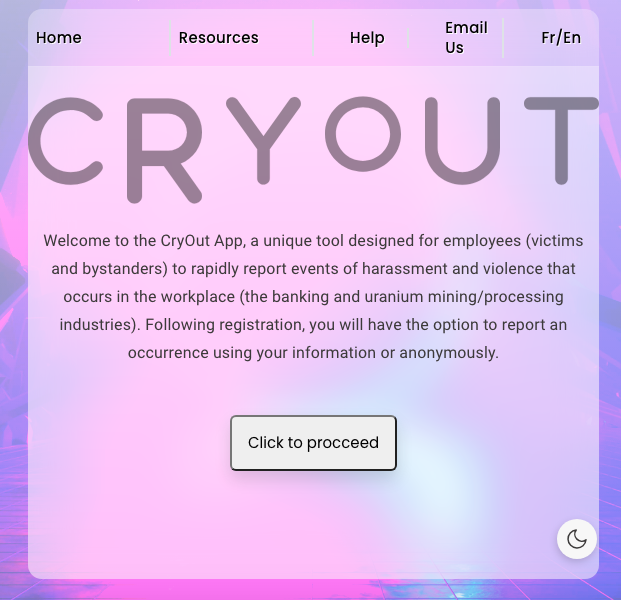 Home
Resources
Help
Email
Us
Fr/En
CRYOUT
Welcome to the CryOut App, a unique tool designed for employees (victims
and bystanders) to rapidly report events of harassment and violence that
occurs in the workplace (the banking and uranium mining/processing
industries). Following registration, you will have the option to report an
occurrence using your information or anonymously.
Click to procceed